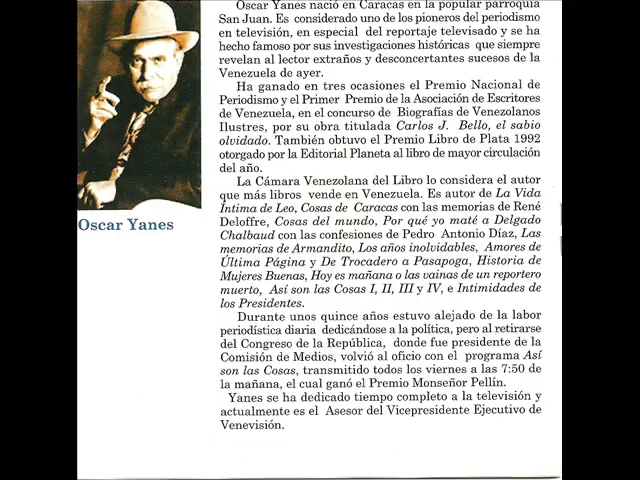 Oscar Yanes nació en Caracas en la popular parroquia
San Juan. Es considerado uno de los pioneros del periodismo
en televisión, en especial del reportaje televisado y se ha
hecho famoso por sus investigaciones históricas que siempre
revelan al lector extraños y desconcertantes sucesos de la
Venezuela de ayer.
Ha ganado en tres ocasiones el Premio Nacional de
Periodismo y el Primer Premio de la Asociación de Escritores
de Venezuela, en el concurso de Biografías de Venezolanos
Ilustres, por su obra titulada Carlos J. Bello, el sabio
olvidado. También obtuvo el Premio Libro de Plata 1992
otorgado por la Editorial Planeta al libro de mayor circulación
del año.
La Cámara Venezolana del Libro lo considera el autor
que más libros vende en Venezuela. Es autor de La Vida
Íntima de Leo, Cosas de Caracas con las memorias de René
Deloffre, Cosas del mundo, Por qué yo maté a Delgado
Chalbaud con las confesiones de Pedro Antonio Díaz, Las
memorias de Armandito, Los años inolvidables, Amores de
Última Página y De Trocadero a Pasapoga, Historia de
Mujeres Buenas, Hoy es mañana o las vainas de un reportero
muerto, Así son las Cosas I, II, III y IV, e Intimidades de
los Presidentes.
Durante unos quince años estuvo alejado de la labor
periodística diaria dedicándose a la política, pero al retirarse
del Congreso de la República, donde fue presidente de la
Comisión de Medios, volvió al oficio con el programa Así
son las Cosas, transmitido todos los viernes a las 7:50 de
la mañana, el cual ganó el Premio Monseñor Pellín.
Yanes se ha dedicado tiempo completo a la televisión y
actualmente es el Asesor del Vicepresidente Ejecutivo de
Venevisión.
Oscar Yanes